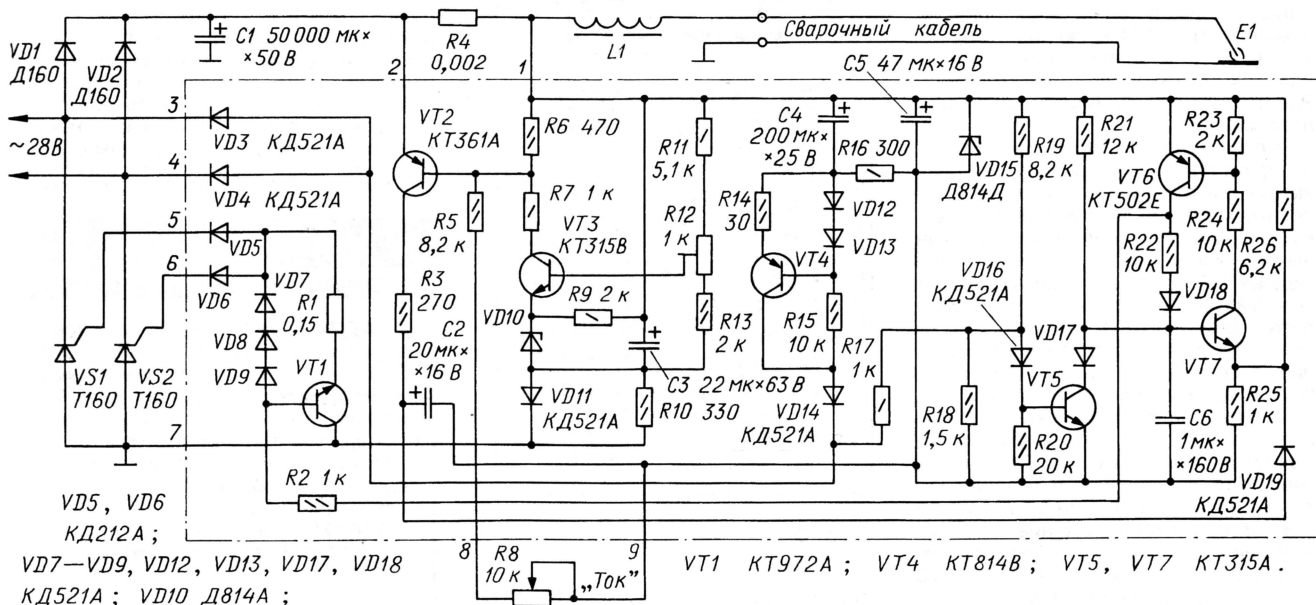 VD1
Д160
VD2
Д160
C1 50 000 мк×
×50 В
2
R4
0,002
1
L1
Сварочный кабель
E1
C5 47 мк×16 В
3
~28В
4
5
6
7
VD3 КД521А
VD4 КД521А
VD5
VD6
VD7
VD8
VD9
R1
0,15
VT1
VS1
Т160
VS2
Т160
R2 1к
VT2
КТ361А
R3
270
C2
20 мк×
×16 В
R5
8,2 к
R6 470
R7 1 к
VT3
КТ315В
R9 2 к
VD10
VD11
КД521А
R11
5,1 к
R12
1 к
R13
2 к
C3 22 мк×63 В
R10 330
C4
200 мк×
×25 В
R16 300
R14
30
VD12
VD13
VT4
R15
10 к
R17
1 к
VD14
КД521А
VD15
Д814Д
R19
8,2 к
R21
12 к
VD16
КД521А
VD17
VT5
R18
1,5 к
R20
20 к
R23
2 к
VT6
КТ502Е
R24
10 к
R22
10 к
R26
6,2 к
VD18
VT7
R25
1 к
C6
1 мк×
×160 В
VD19
КД521А
8
R8
10 к
„Ток”
9
VD5, VD6
КД212А;
VD7—VD9, VD12, VD13, VD17, VD18
КД521А; VD10 Д814А;
VT1 КТ972А; VT4 КТ814В; VT5, VT7 КТ315А.